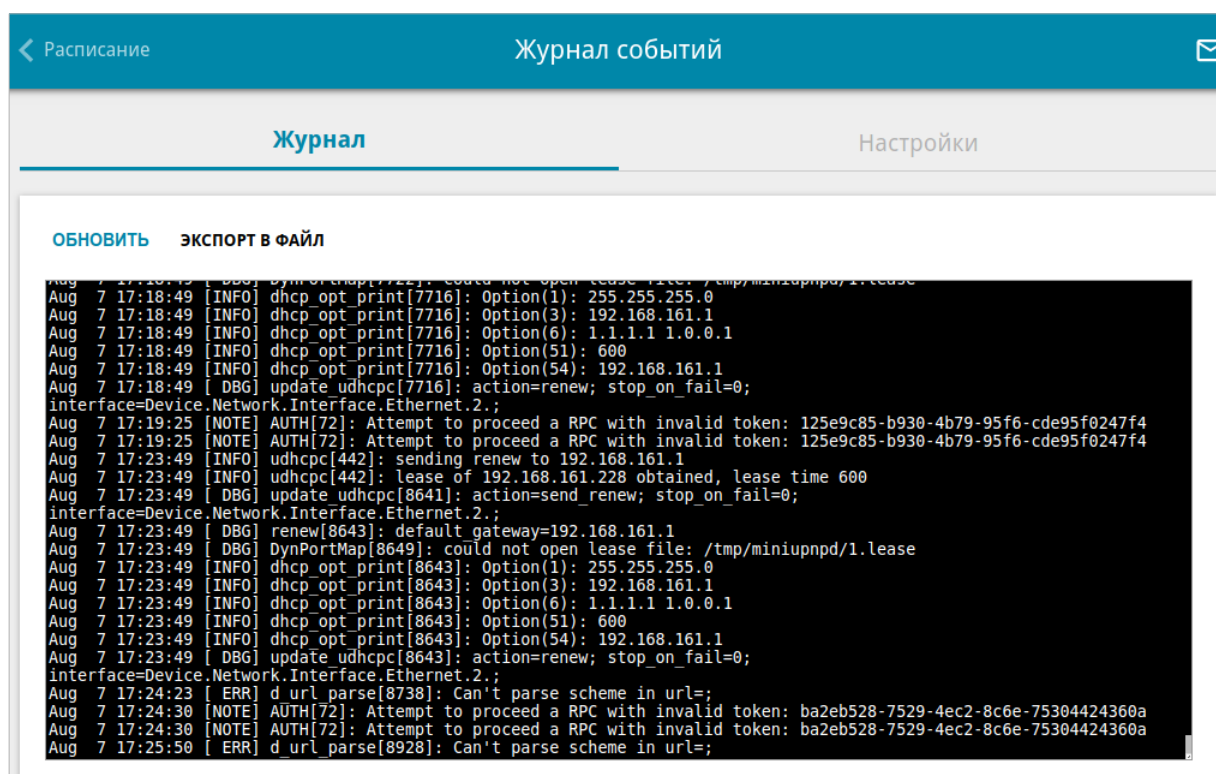 Расписание
Журнал событий
Журнал
Настройки
ОБНОВИТЬ
ЭКСПОРТ В ФАЙЛ
Aug  7 17:18:49 [ DBG] DynPortMap[7722]: could not open lease file: /tmp/miniupnpd/1.lease
Aug  7 17:18:49 [INFO] dhcp_opt_print[7716]: Option(1): 255.255.255.0
Aug  7 17:18:49 [INFO] dhcp_opt_print[7716]: Option(3): 192.168.161.1
Aug  7 17:18:49 [INFO] dhcp_opt_print[7716]: Option(6): 1.1.1.1 1.0.0.1
Aug  7 17:18:49 [INFO] dhcp_opt_print[7716]: Option(51): 600
Aug  7 17:18:49 [INFO] dhcp_opt_print[7716]: Option(54): 192.168.161.1
Aug  7 17:18:49 [ DBG] update_udhcpc[7716]: action=renew; stop_on_fail=0;
interface=Device.Network.Interface.Ethernet.2.;
Aug  7 17:19:25 [NOTE] AUTH[72]: Attempt to proceed a RPC with invalid token: 125e9c85-b930-4b79-95f6-cde95f0247f4
Aug  7 17:19:25 [NOTE] AUTH[72]: Attempt to proceed a RPC with invalid token: 125e9c85-b930-4b79-95f6-cde95f0247f4
Aug  7 17:23:49 [INFO] udhcpc[442]: sending renew to 192.168.161.1
Aug  7 17:23:49 [INFO] udhcpc[442]: lease of 192.168.161.228 obtained, lease time 600
Aug  7 17:23:49 [ DBG] update_udhcpc[8641]: action=send_renew; stop_on_fail=0;
interface=Device.Network.Interface.Ethernet.2.;
Aug  7 17:23:49 [ DBG] renew[8643]: default_gateway=192.168.161.1
Aug  7 17:23:49 [ DBG] DynPortMap[8649]: could not open lease file: /tmp/miniupnpd/1.lease
Aug  7 17:23:49 [INFO] dhcp_opt_print[8643]: Option(1): 255.255.255.0
Aug  7 17:23:49 [INFO] dhcp_opt_print[8643]: Option(3): 192.168.161.1
Aug  7 17:23:49 [INFO] dhcp_opt_print[8643]: Option(6): 1.1.1.1 1.0.0.1
Aug  7 17:23:49 [INFO] dhcp_opt_print[8643]: Option(51): 600
Aug  7 17:23:49 [INFO] dhcp_opt_print[8643]: Option(54): 192.168.161.1
Aug  7 17:23:49 [ DBG] update_udhcpc[8643]: action=renew; stop_on_fail=0;
interface=Device.Network.Interface.Ethernet.2.;
Aug  7 17:24:23 [ ERR] d_url_parse[8738]: Can't parse scheme in url=;
Aug  7 17:24:30 [NOTE] AUTH[72]: Attempt to proceed a RPC with invalid token: ba2eb528-7529-4ec2-8c6e-75304424360a
Aug  7 17:24:30 [NOTE] AUTH[72]: Attempt to proceed a RPC with invalid token: ba2eb528-7529-4ec2-8c6e-75304424360a
Aug  7 17:25:50 [ ERR] d_url_parse[8928]: Can't parse scheme in url=;